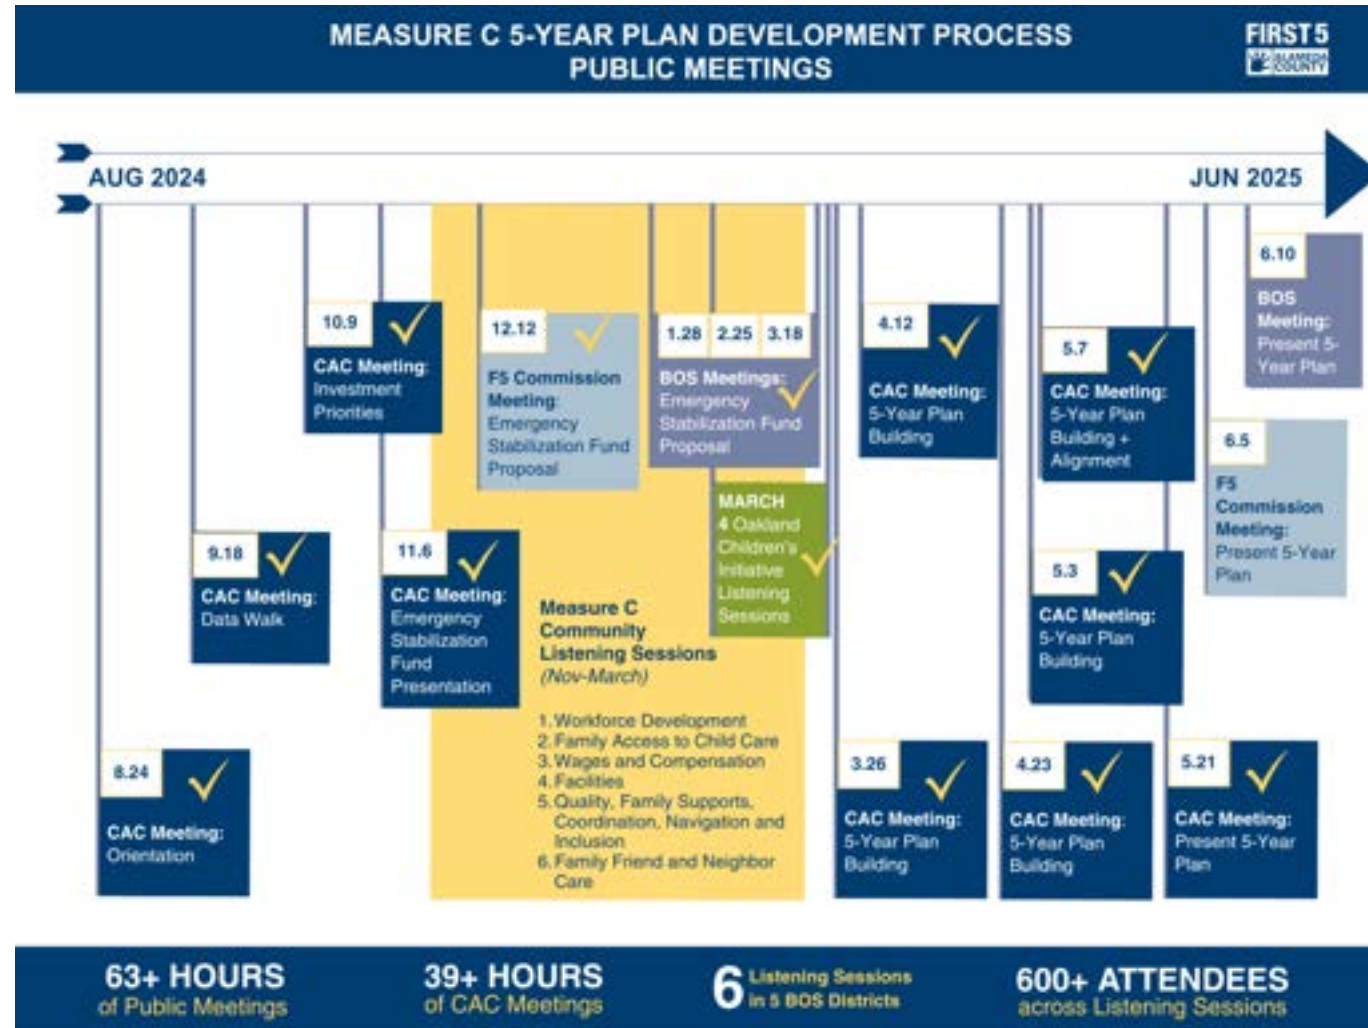 MEASURE C 5-YEAR PLAN DEVELOPMENT PROCESS
PUBLIC MEETINGS
FIRST 5
ALAMEDA
COUNTY
AUG 2024
JUN 2025
8.24
CAC Meeting:
Orientation
9.18
CAC Meeting:
Data Walk
10.9
CAC Meeting:
Investment
Priorities
11.6
CAC Meeting:
Emergency
Stabilization
Fund
Presentation
12.12
F5 Commission
Meeting:
Emergency
Stabilization Fund
Proposal
Measure C
Community
Listening Sessions
(Nov-March)
1. Workforce Development
2. Family Access to Child Care
3. Wages and Compensation
4. Facilities
5. Quality, Family Supports,
Coordination, Navigation and
Inclusion
6. Family Friend and Neighbor
Care
1.28 2.25 3.18
BOS Meetings:
Emergency
Stabilization Fund
Proposal
MARCH
4 Oakland
Children's
Initiative
Listening
Sessions
3.26
CAC Meeting:
5-Year Plan
Building
4.12
CAC Meeting:
5-Year Plan
Building
4.23
CAC Meeting:
5-Year Plan
Building
5.3
CAC Meeting:
5-Year Plan
Building
5.7
CAC Meeting:
5-Year Plan
Building +
Alignment
5.21
CAC Meeting:
Present 5-Year
Plan
6.5
F5
Commission
Meeting:
Present 5-Year
Plan
6.10
BOS
Meeting:
Present 5-
Year Plan
63+ HOURS
of Public Meetings
39+ HOURS
of CAC Meetings
6 Listening Sessions
in 5 BOS Districts
600+ ATTENDEES
across Listening Sessions